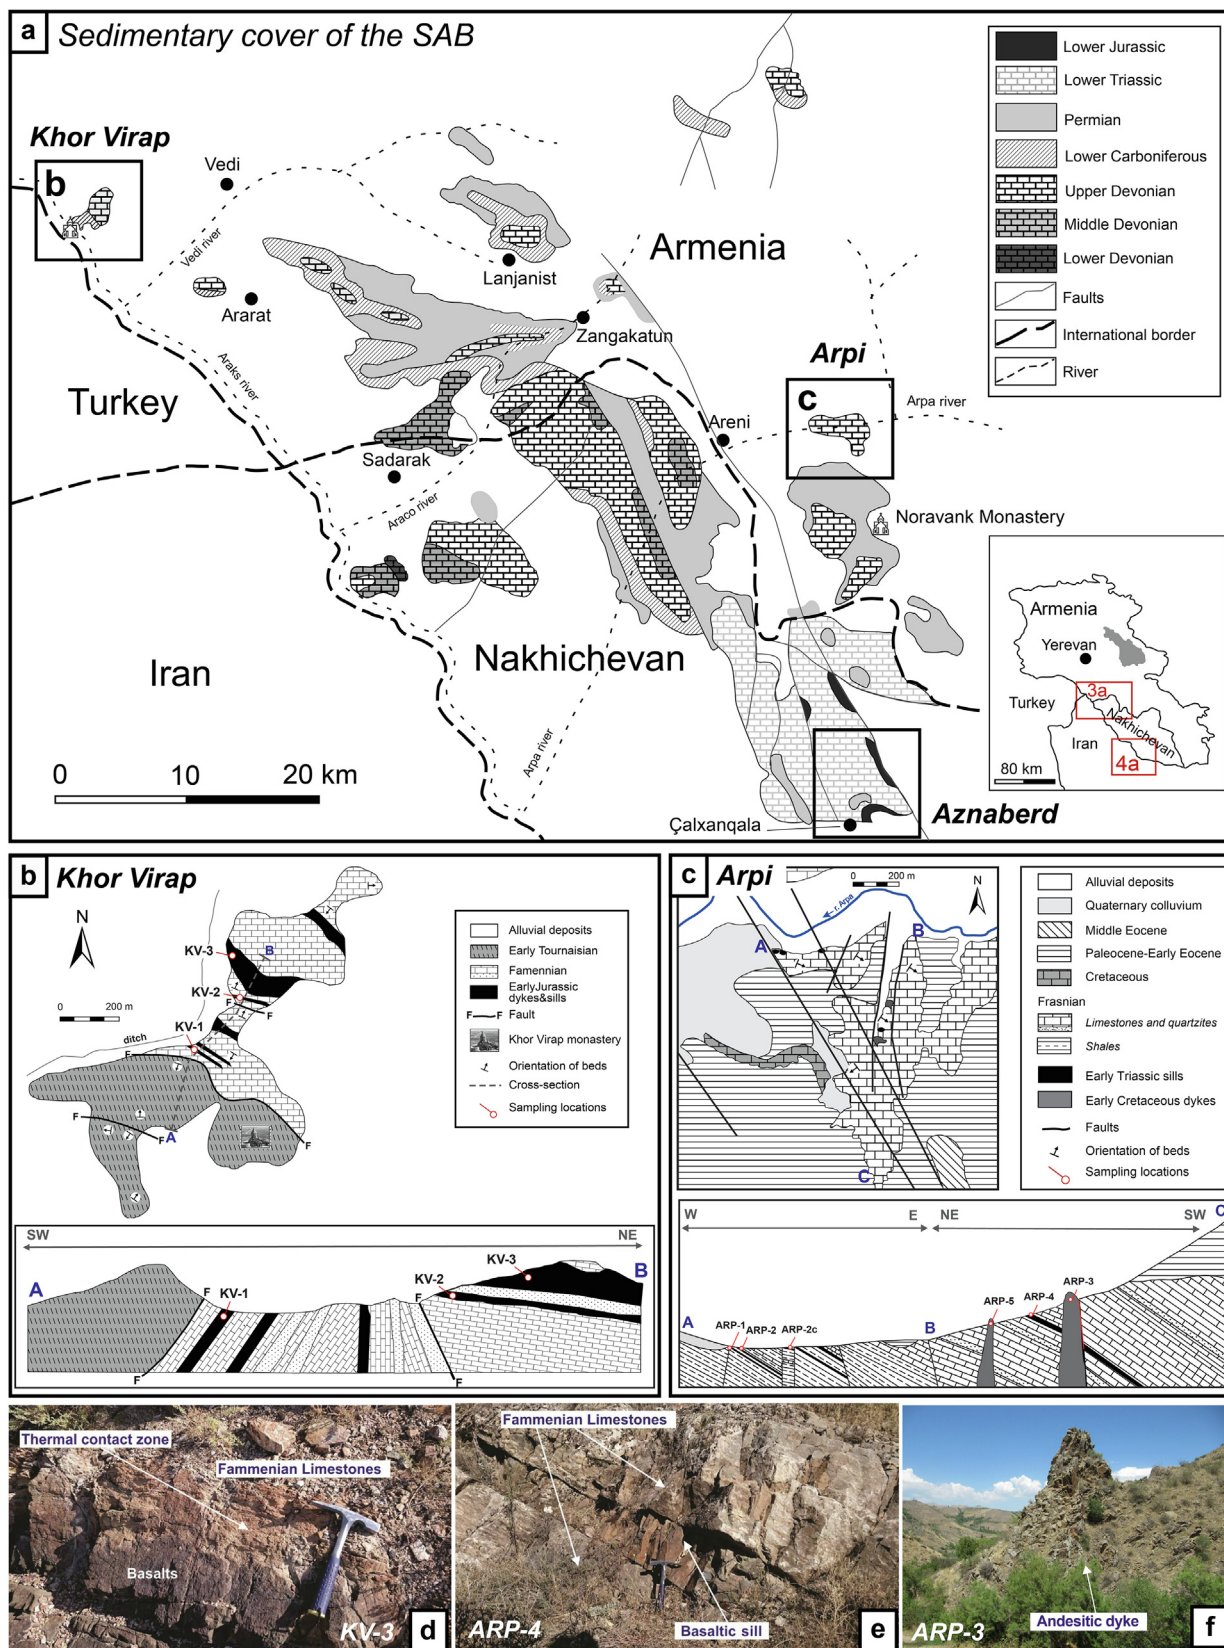 a
Sedimentary cover of the SAB
Lower Jurassic
Lower Triassic
Permian
Lower Carboniferous
Upper Devonian
Middle Devonian
Lower Devonian
Faults
International border
River
Khor Virap
b
Vedi
Vedi river
Armenia
Lanjanist
Ararat
Zangakatun
Araks river
Arpi
c
Turkey
Arpa river
Areni
Sadarak
Araco river
Noravank Monastery
Nakhichevan
Iran
Arpa river
0 10 20 km
Çalxanqala
Aznaberd
Armenia
Yerevan
3a
Turkey
Nakhichevan
Iran
4a
80 km
b
Khor Virap
N
0 200 m
KV-3
B
KV-2
F
F
KV-1
ditch
F
F
F
A
F
Alluvial deposits
Early Tournaisian
Famennian
EarlyJurassic
dykes&sills
F F Fault
Khor Virap monastery
Orientation of beds
Cross-section
Sampling locations
SW NE
A
B
F
KV-1
F
KV-2
KV-3
F
F
c
Arpi
0 200 m
N
r. Arpa
A
B
C
Alluvial deposits
Quaternary colluvium
Middle Eocene
Paleocene-Early Eocene
Cretaceous
Frasnian
Limestones and quartzites
Shales
Early Triassic sills
Early Cretaceous dykes
Faults
Orientation of beds
Sampling locations
W E NE SW
C
A
ARP-1
ARP-2
ARP-2c
B
ARP-5
ARP-4
ARP-3
Thermal contact zone
Fammenian Limestones
Basalts
KV-3
d
Fammenian Limestones
Basaltic sill
ARP-4
e
Andesitic dyke
ARP-3
f